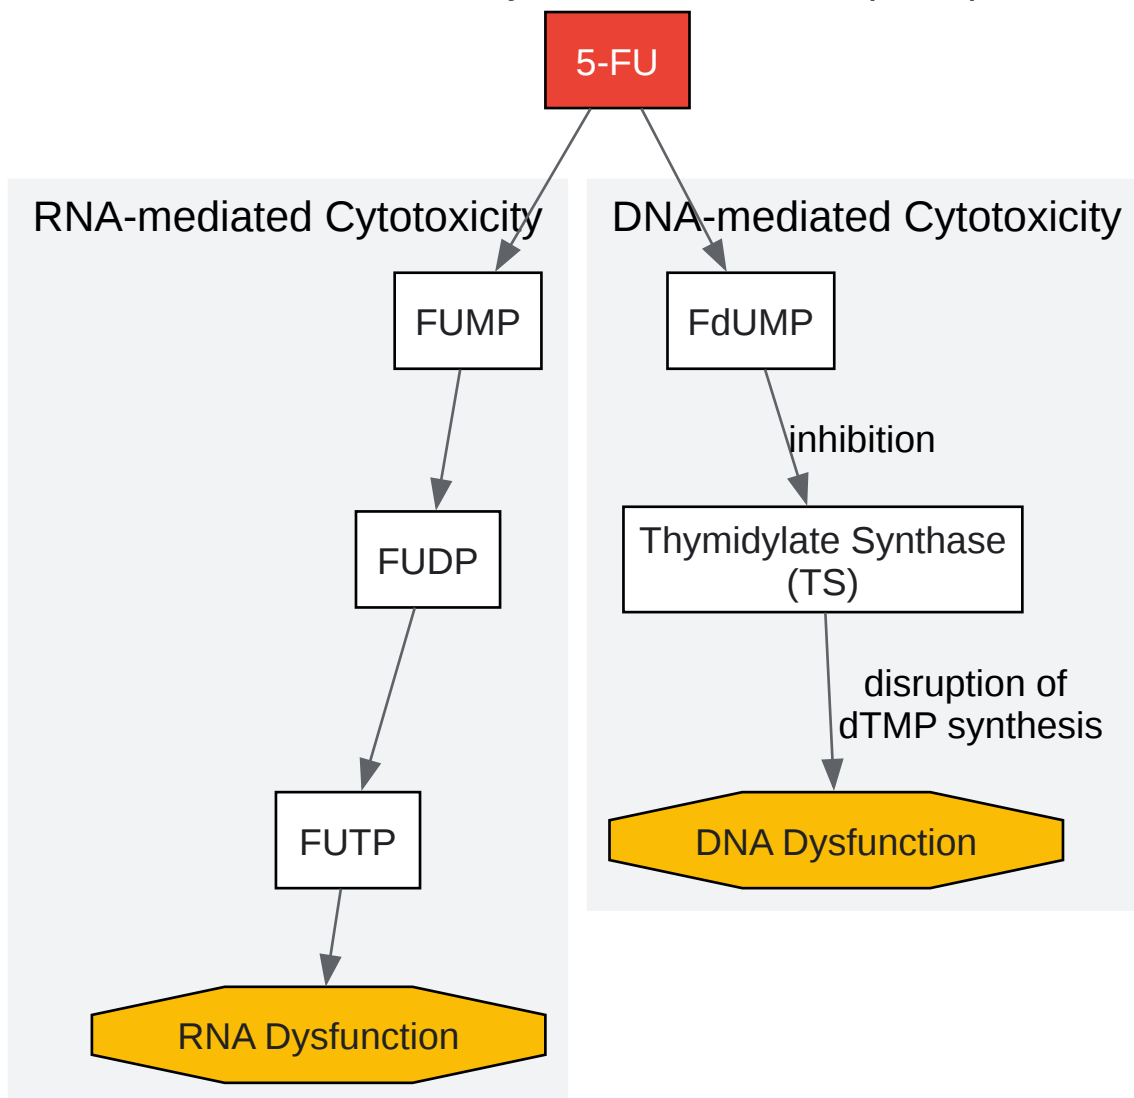 5-FU
RNA-mediated Cytotoxicity
DNA-mediated Cytotoxicity
FUMP
FdUMP
inhibition
FUDP
Thymidylate Synthase
(TS)
disruption of
dTMP synthesis
FUTP
DNA Dysfunction
RNA Dysfunction